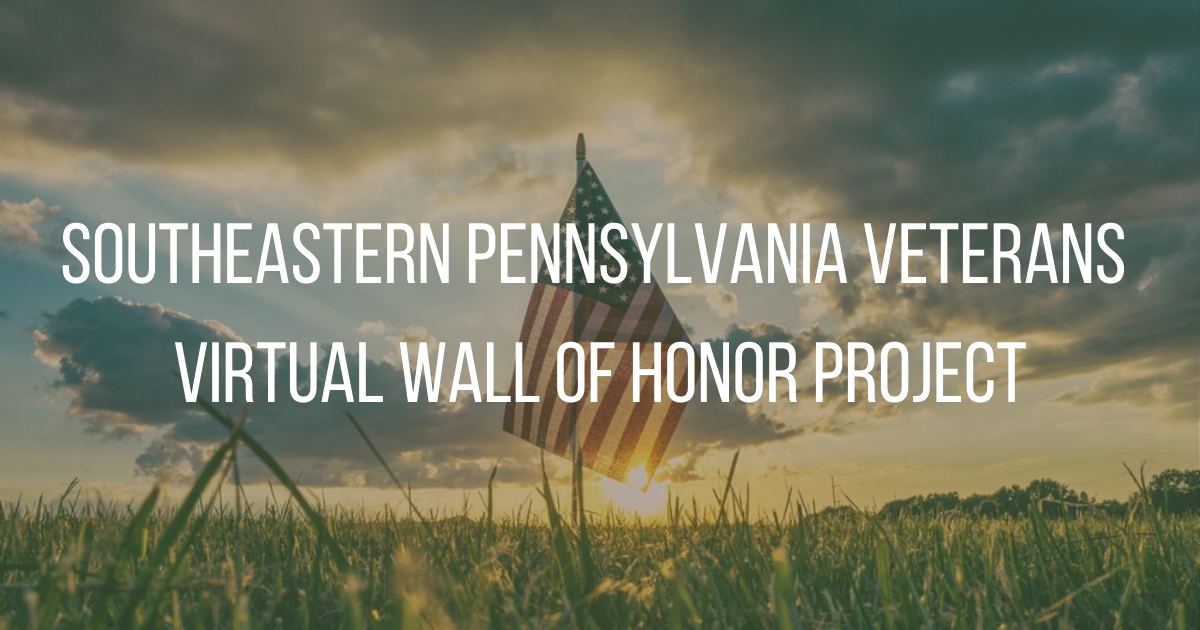 SOUTHEASTERN PENNSYLVANIA VETERANS
VIRTUAL WALL OF HONOR PROJECT